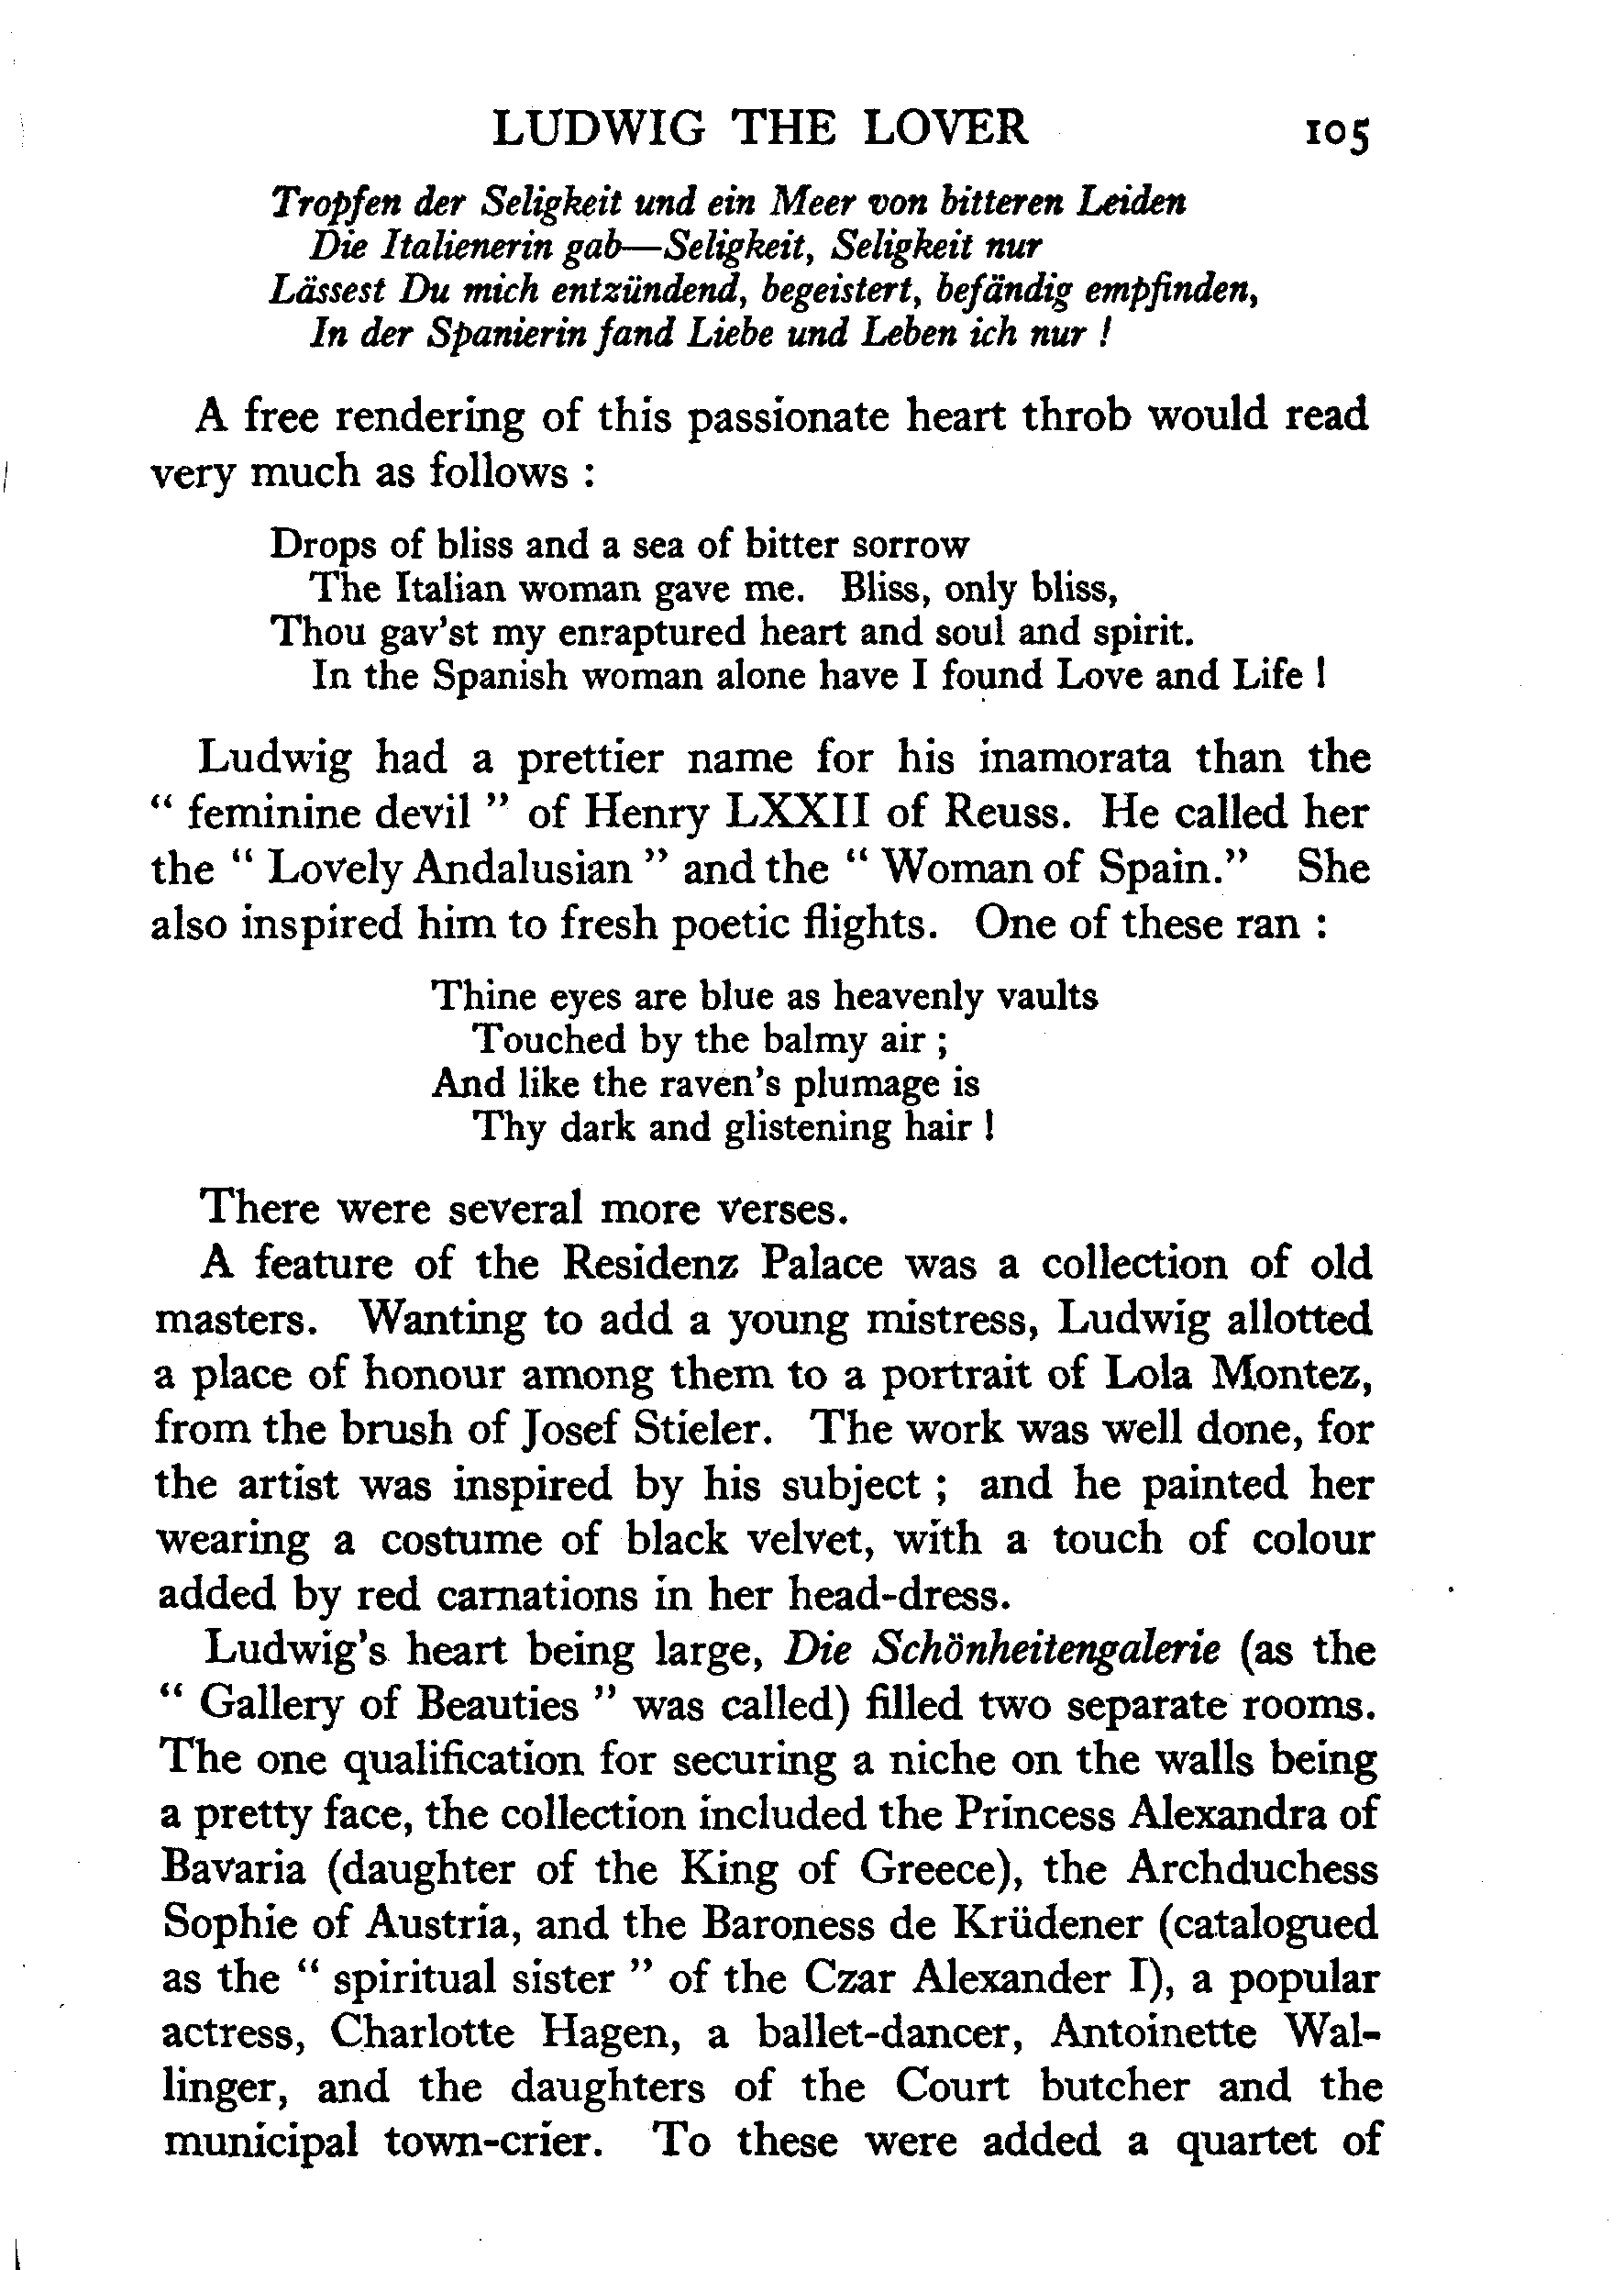 LUDWIG THE LOVER 105
Tropfen der Seligkeit und ein Meer von bitteren Leiden
Die Italienerin gab—Seligkeit, Seligkeit nur
Lässest Du mich entzündend, begeistert, befändig empfinden,
In der Spanierin fand Liebe und Leben ich nur !
A free rendering of this passionate heart throb would read
very much as follows :
Drops of bliss and a sea of bitter sorrow
The Italian woman gave me. Bliss, only bliss,
Thou gav'st my enraptured heart and soul and spirit.
In the Spanish woman alone have I found Love and Life !
Ludwig had a prettier name for his inamorata than the
" feminine devil " of Henry LXXII of Reuss. He called her
the " Lovely Andalusian " and the " Woman of Spain." She
also inspired him to fresh poetic flights. One of these ran :
Thine eyes are blue as heavenly vaults
Touched by the balmy air ;
And like the raven's plumage is
Thy dark and glistening hair !
There were several more verses.
A feature of the Residenz Palace was a collection of old
masters. Wanting to add a young mistress, Ludwig allotted
a place of honour among them to a portrait of Lola Montez,
from the brush of Josef Stieler. The work was well done, for
the artist was inspired by his subject ; and he painted her
wearing a costume of black velvet, with a touch of colour
added by red carnations in her head-dress.
Ludwig's heart being large, Die Schönheitengalerie (as the
" Gallery of Beauties " was called) filled two separate rooms.
The one qualification for securing a niche on the walls being
a pretty face, the collection included the Princess Alexandra of
Bavaria (daughter of the King of Greece), the Archduchess
Sophie of Austria, and the Baroness de Krüdener (catalogued
as the " spiritual sister " of the Czar Alexander I), a popular
actress, Charlotte Hagen, a ballet-dancer, Antoinette Wal-
linger, and the daughters of the Court butcher and the
municipal town-crier. To these were added a quartet of